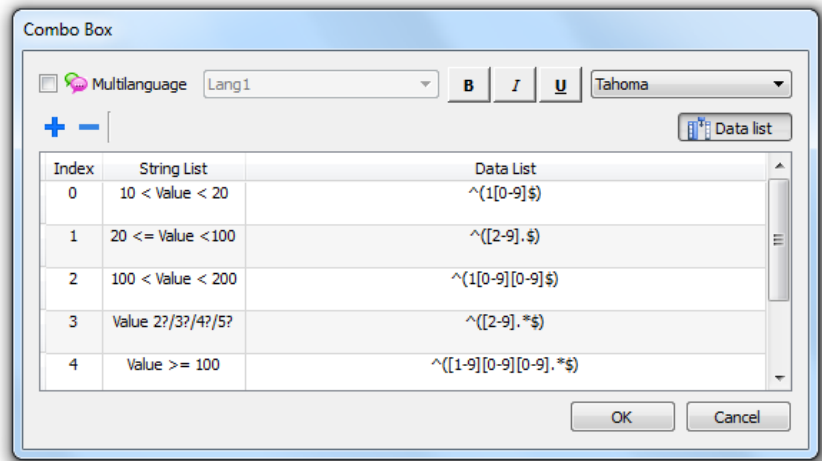 Combo Box
Multilanguage Lang1 B I U Tahoma
Data list
Index String List Data List
0 10 < Value < 20 ^(1[0-9]$)
1 20 <= Value <100 ^([2-9].$)
2 100 < Value < 200 ^(1[0-9][0-9]$)
3 Value 2?/3?/4?/5? ^([2-9].*$)
4 Value >= 100 ^([1-9][0-9][0-9].*$)
OK Cancel